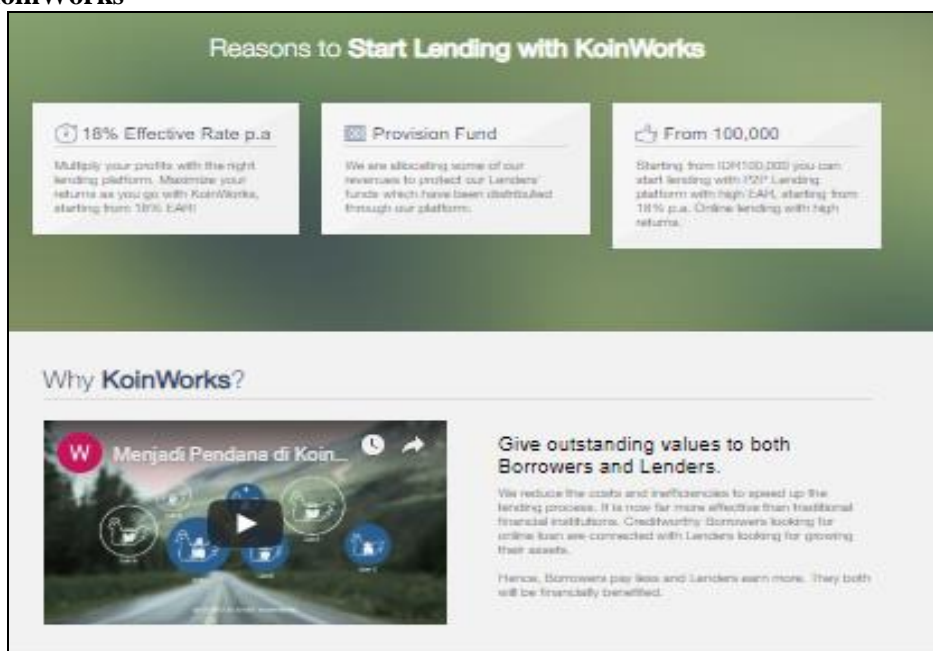 KoinWorks
Reasons to Start Lending with KoinWorks
18% Effective Rate p.a
Multiply your profits with the right
lending platform. Maximize your
returns as you go with KoinWorks,
starting from 18% EAR!
Provision Fund
We are allocating some of our
revenues to protect our Lenders'
funds which have been distributed
through our platform.
From 100,000
Starting from IDR100,000 you can
start lending with P2P Lending
platform with high EAR, starting from
18% p.a. Online lending with high
returns.
Why KoinWorks?
W
Menjadi Pendana di Koin...
Give outstanding values to both
Borrowers and Lenders.
We reduce the costs and inefficiencies to speed up the
lending process. It is now far more effective than traditional
financial institutions. Creditworthy Borrowers looking for
online loan are connected with Lenders looking for growing
their assets.
Hence, Borrowers pay less and Lenders earn more. They both
will be financially benefited.